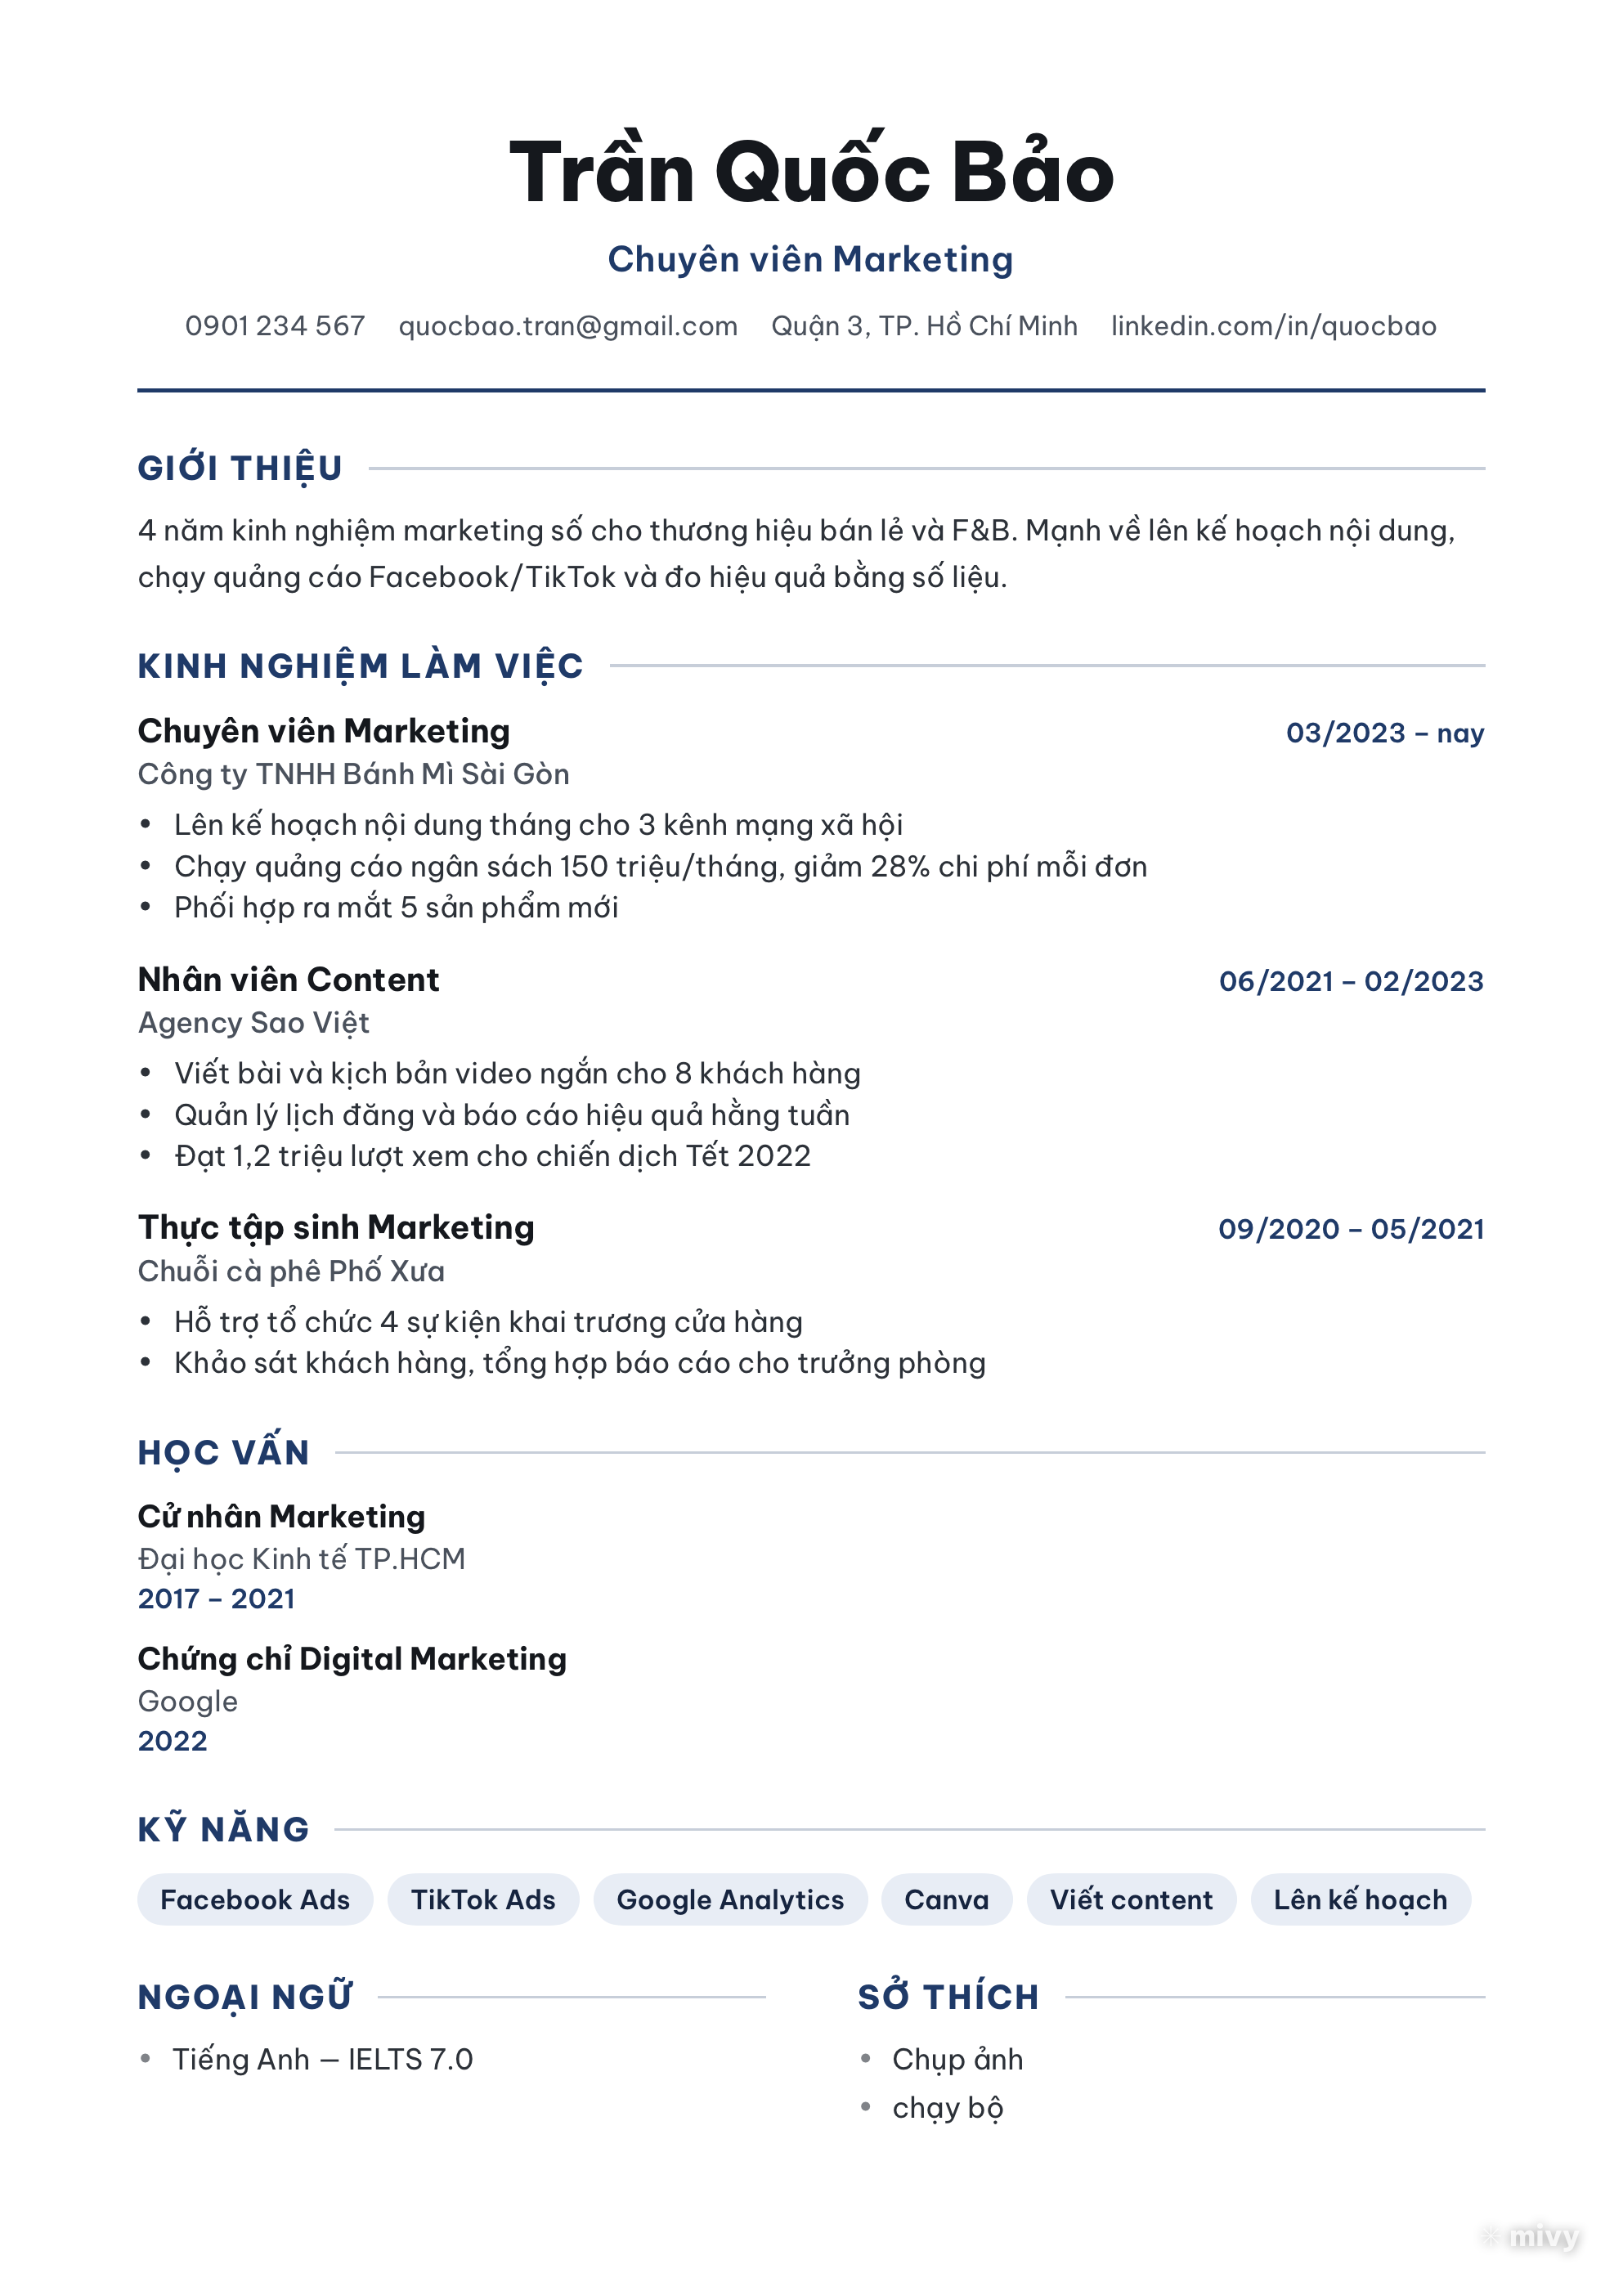 Trần Quốc Bảo
Chuyên viên Marketing
0901 234 567 quocbao.tran@gmail.com Quận 3, TP. Hồ Chí Minh linkedin.com/in/quocbao
GIỚI THIỆU
4 năm kinh nghiệm marketing số cho thương hiệu bán lẻ và F&B. Mạnh về lên kế hoạch nội dung,
chạy quảng cáo Facebook/TikTok và đo hiệu quả bằng số liệu.
KINH NGHIỆM LÀM VIỆC
Chuyên viên Marketing 03/2023 – nay
Công ty TNHH Bánh Mì Sài Gòn
• Lên kế hoạch nội dung tháng cho 3 kênh mạng xã hội
• Chạy quảng cáo ngân sách 150 triệu/tháng, giảm 28% chi phí mỗi đơn
• Phối hợp ra mắt 5 sản phẩm mới
Nhân viên Content 06/2021 – 02/2023
Agency Sao Việt
• Viết bài và kịch bản video ngắn cho 8 khách hàng
• Quản lý lịch đăng và báo cáo hiệu quả hằng tuần
• Đạt 1,2 triệu lượt xem cho chiến dịch Tết 2022
Thực tập sinh Marketing 09/2020 – 05/2021
Chuỗi cà phê Phố Xưa
• Hỗ trợ tổ chức 4 sự kiện khai trương cửa hàng
• Khảo sát khách hàng, tổng hợp báo cáo cho trưởng phòng
HỌC VẤN
Cử nhân Marketing
Đại học Kinh tế TP.HCM
2017 – 2021
Chứng chỉ Digital Marketing
Google
2022
KỸ NĂNG
Facebook Ads TikTok Ads Google Analytics Canva Viết content Lên kế hoạch
NGOẠI NGỮ
• Tiếng Anh — IELTS 7.0
SỞ THÍCH
• Chụp ảnh
• chạy bộ
mivy